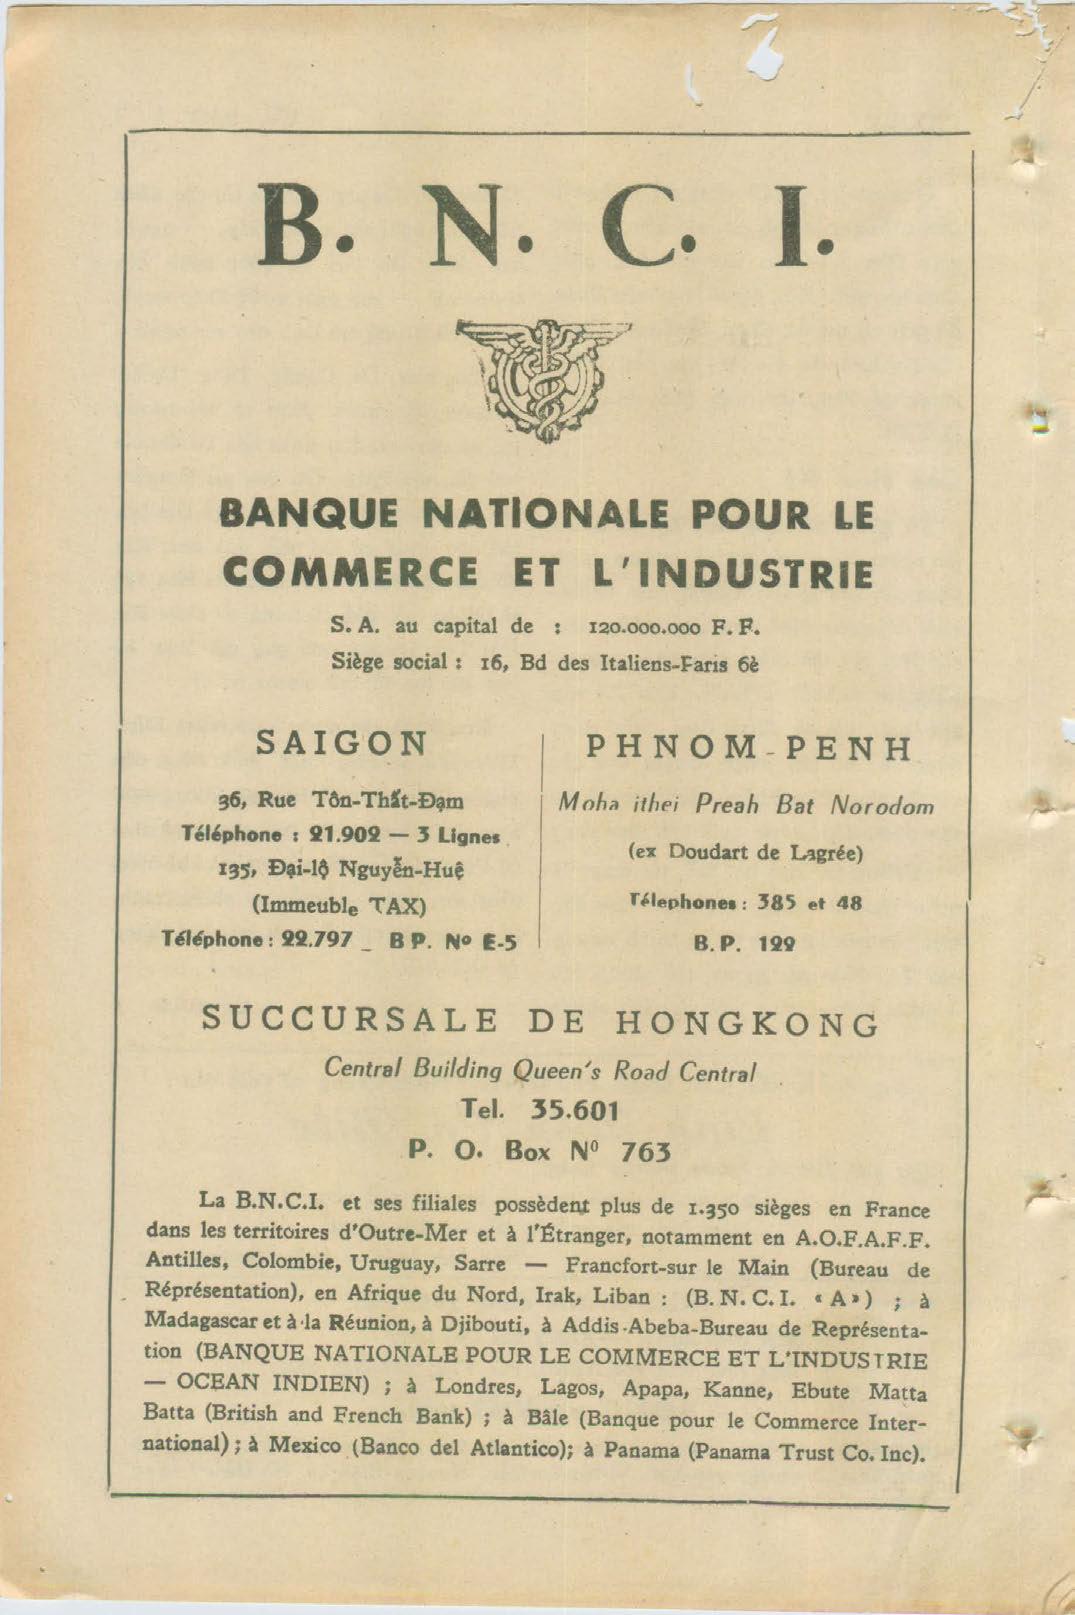 B. N. C. I.
BANQUE NATIONALE POUR LE
COMMERCE ET L'INDUSTRIE
S. A. au capital de : 120.000.000 F. F.
Siège social : 16, Bd des Italiens-Faris 6è
SAIGON
36, Rue Tôn-Thất-Đạm
Téléphone : 21.902 — 3 Lignes
135, Đại-lộ Nguyễn-Huệ
(Immeuble TAX)
Téléphone : 22.797 _ B P. Nº E-5
PHNOM-PENH
Moha ithei Preah Bat Norodom
(ex Doudart de Lagrée)
Télephones : 385 et 48
B. P. 122
SUCCURSALE DE HONGKONG
Central Building Queen's Road Central
Tel. 35.601
P. O. Box Nº 763
La B.N.C.I. et ses filiales possèdent plus de 1.350 sièges en France
dans les territoires d'Outre-Mer et à l'Étranger, notamment en A.O.F.A.F.F.
Antilles, Colombie, Uruguay, Sarre — Francfort-sur le Main (Bureau de
Réprésentation), en Afrique du Nord, Irak, Liban : (B. N. C. I. « A ») ; à
Madagascar et à la Réunion, à Djibouti, à Addis-Abeba-Bureau de Représenta-
tion (BANQUE NATIONALE POUR LE COMMERCE ET L'INDUSTRIE
— OCEAN INDIEN) ; à Londres, Lagos, Apapa, Kanne, Ebute Matta
Batta (British and French Bank) ; à Bâle (Banque pour le Commerce Inter-
national) ; à Mexico (Banco del Atlantico); à Panama (Panama Trust Co. Inc).